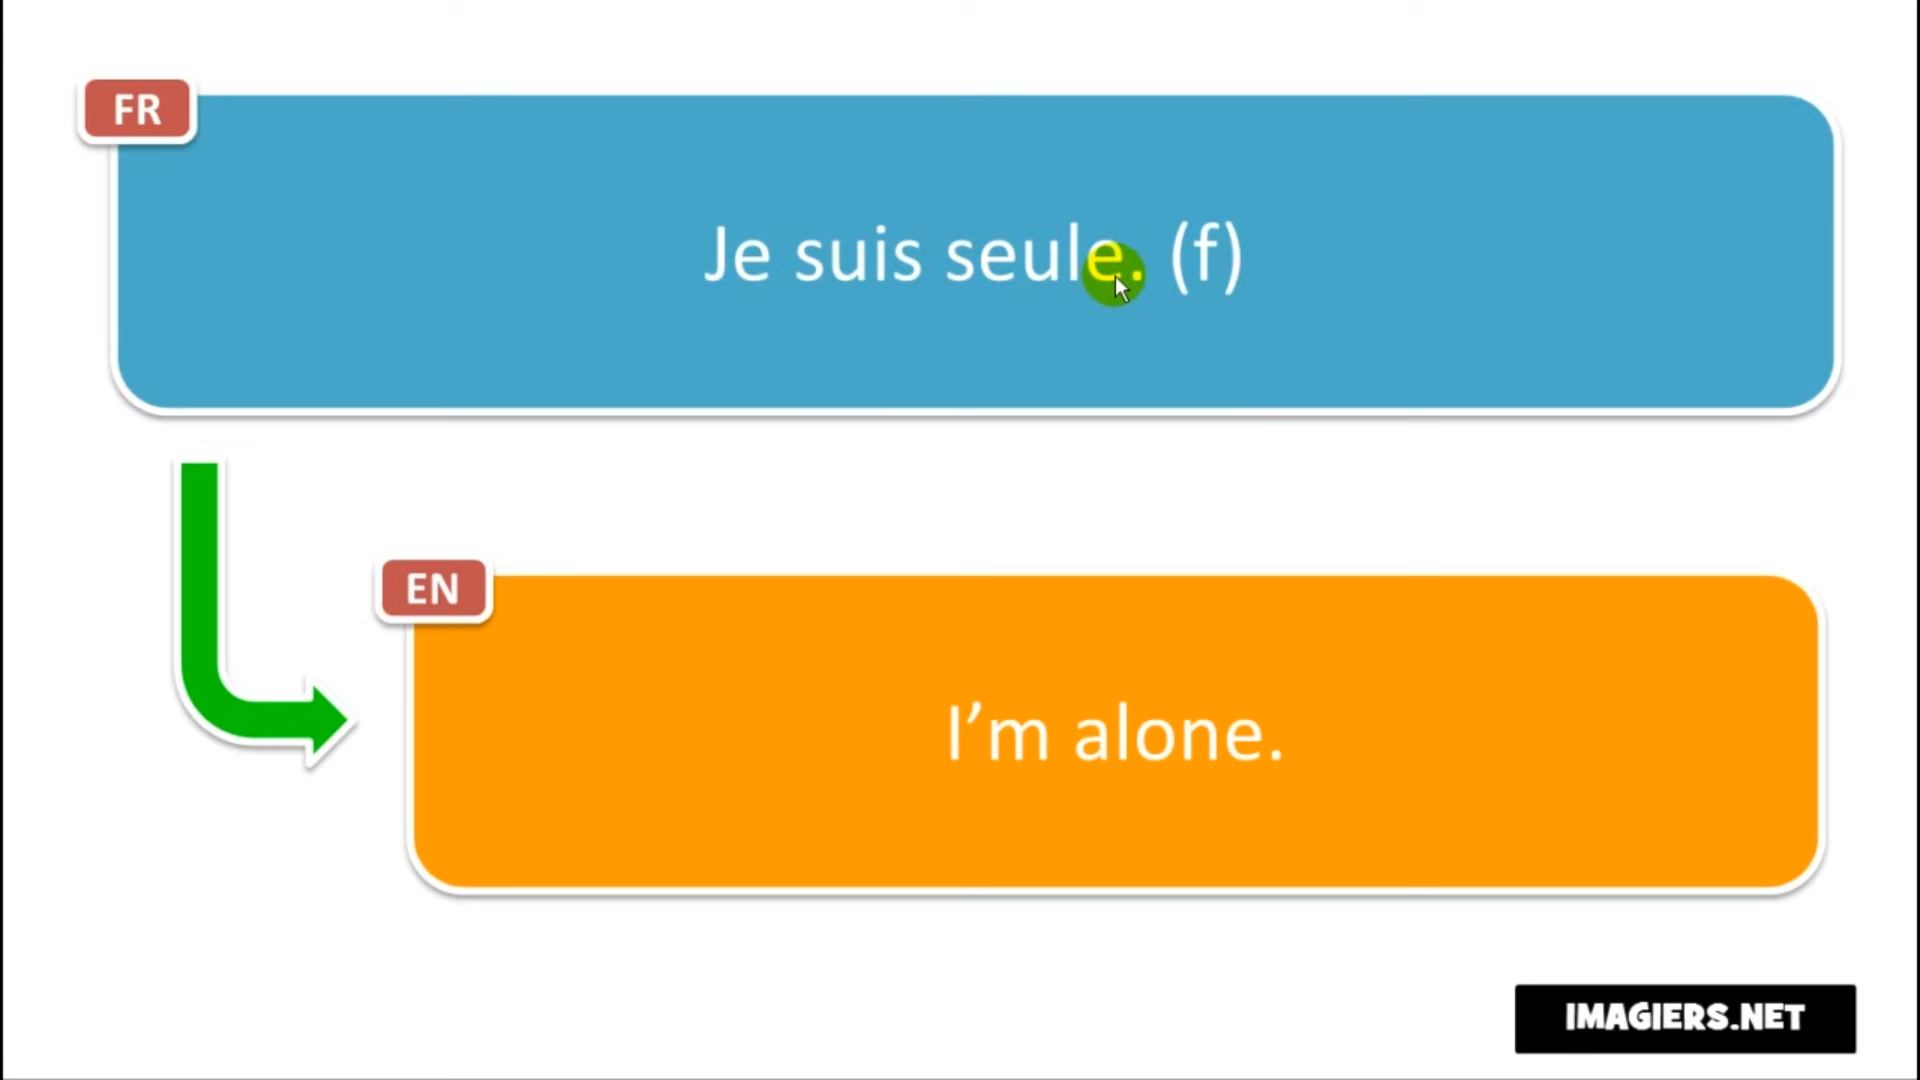 FR
Je suis seule. (f)
EN
I’m alone.
IMAGIERS.NET